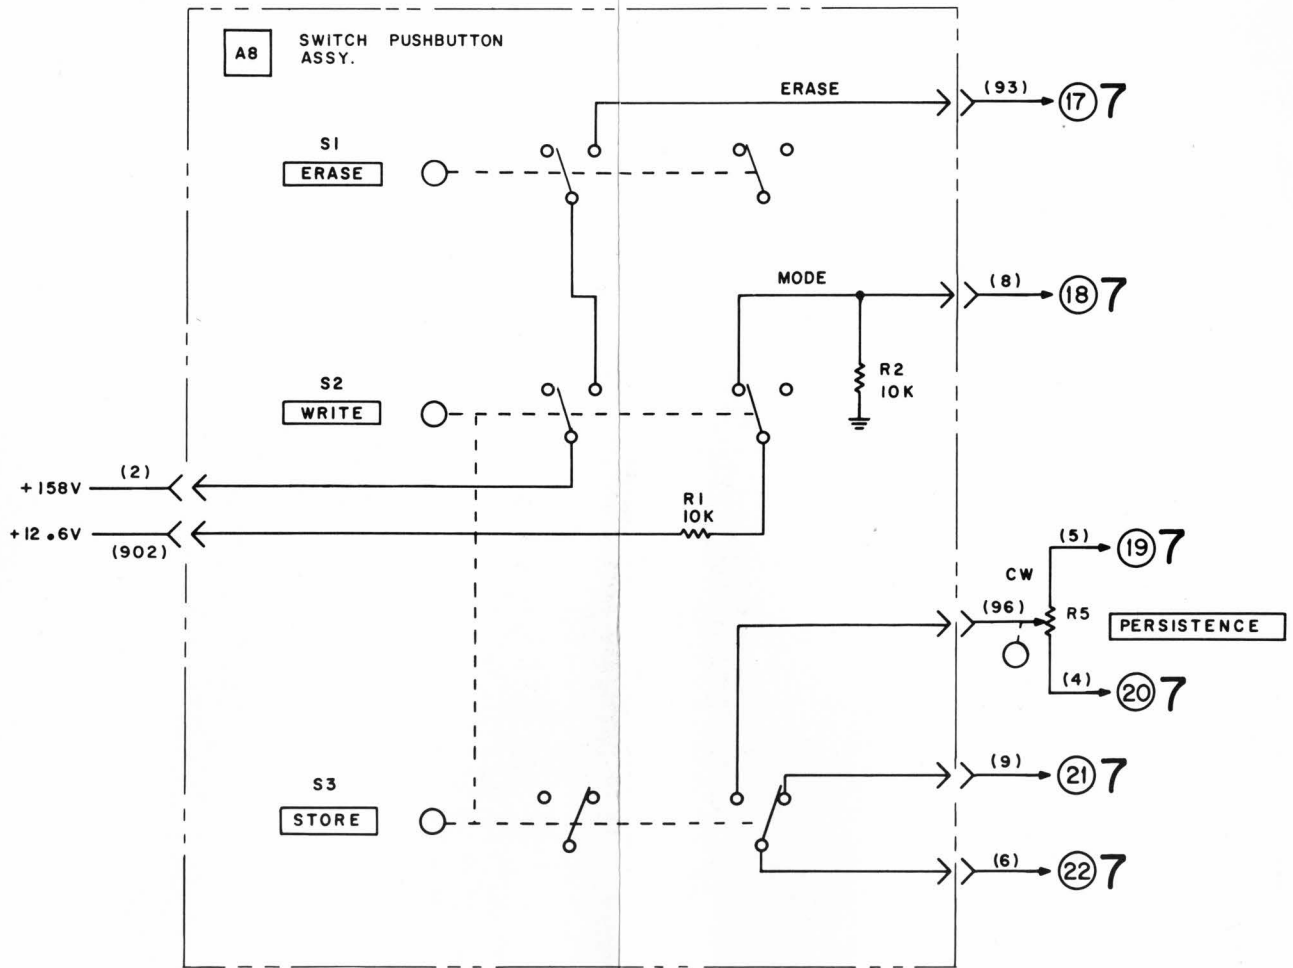 A8 SWITCH PUSHBUTTON
ASSY.
ERASE (93) 17 7
S1
ERASE
MODE (8) 18 7
S2
WRITE
R2
10K
+158V (2)
R1
10K
+12.6V (902)
(5) 19 7
CW
(96) R5 PERSISTENCE
(4) 20 7
(9) 21 7
S3
STORE
(6) 22 7